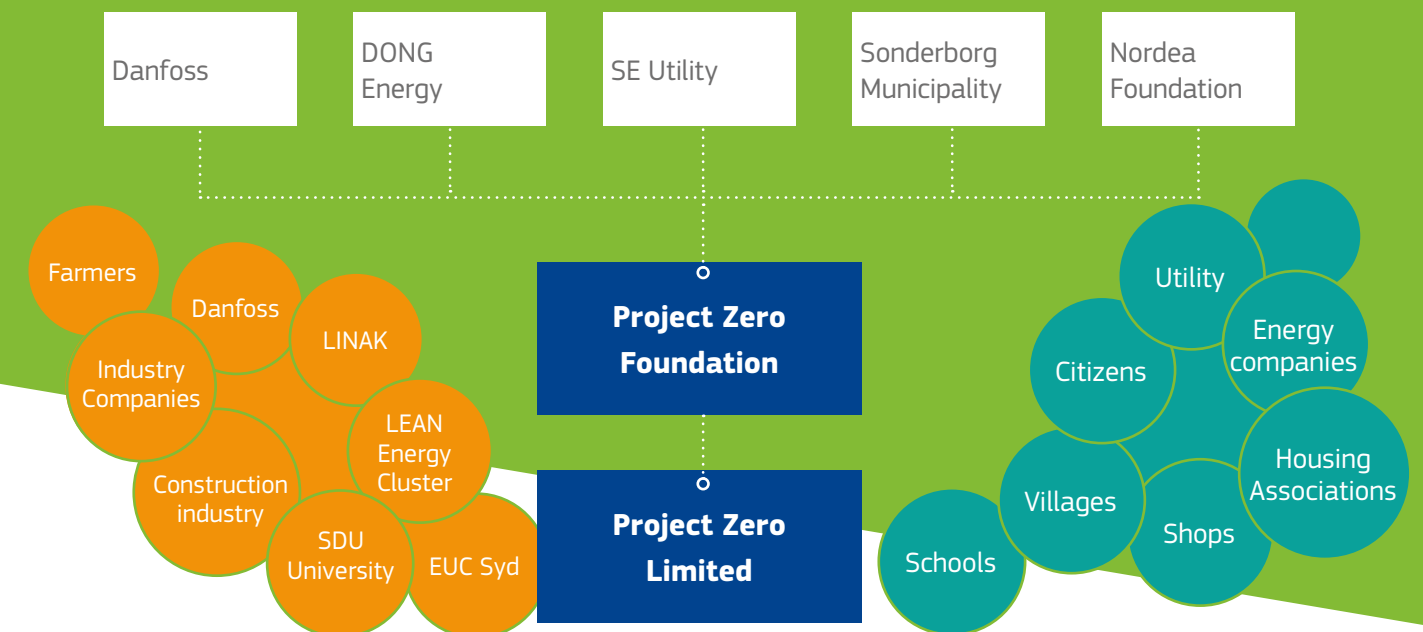 Danfoss
DONG
Energy
SE Utility
Sonderborg
Municipality
Nordea
Foundation
Project Zero
Foundation
Project Zero
Limited
Farmers
Danfoss
LINAK
Industry
Companies
LEAN
Energy
Cluster
Construction
industry
SDU
University
EUC Syd
Utility
Energy
companies
Citizens
Housing
Associations
Villages
Shops
Schools